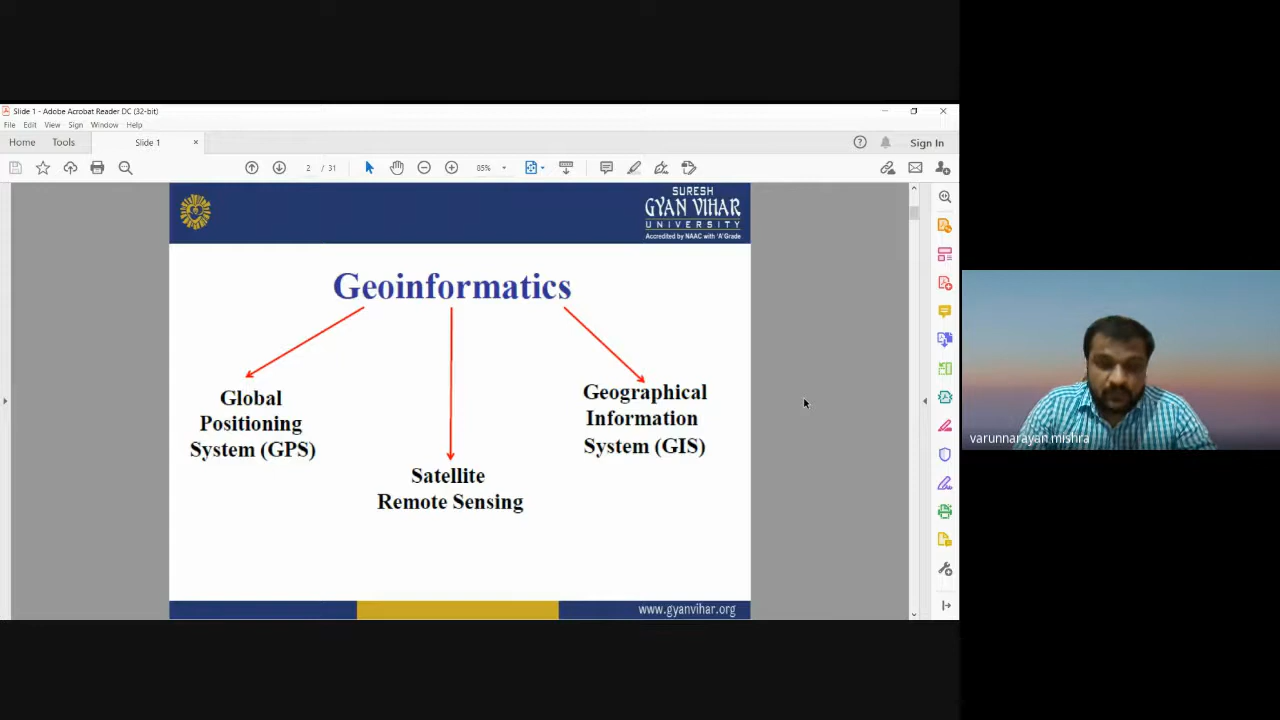 Slide 1 - Adobe Acrobat Reader DC (32-bit)
File Edit View Sign Window Help
Home Tools Slide 1 Sign In
2 / 31 85%
SURESH
GYAN VIHAR
UNIVERSITY
Accredited by NAAC with 'A' Grade
Geoinformatics
Global
Positioning
System (GPS)
Satellite
Remote Sensing
Geographical
Information
System (GIS)
www.gyanvihar.org
varunnarayan mishra